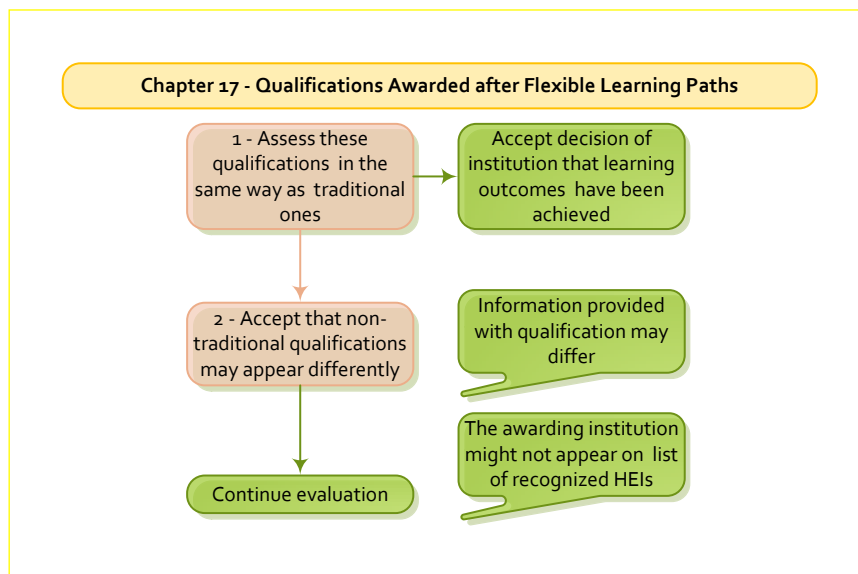 Chapter 17 - Qualifications Awarded after Flexible Learning Paths
1 - Assess these
qualifications in the
same way as traditional
ones
Accept decision of
institution that learning
outcomes have been
achieved
2 - Accept that non-
traditional qualifications
may appear differently
Information provided
with qualification may
differ
The awarding institution
might not appear on list
of recognized HEIs
Continue evaluation